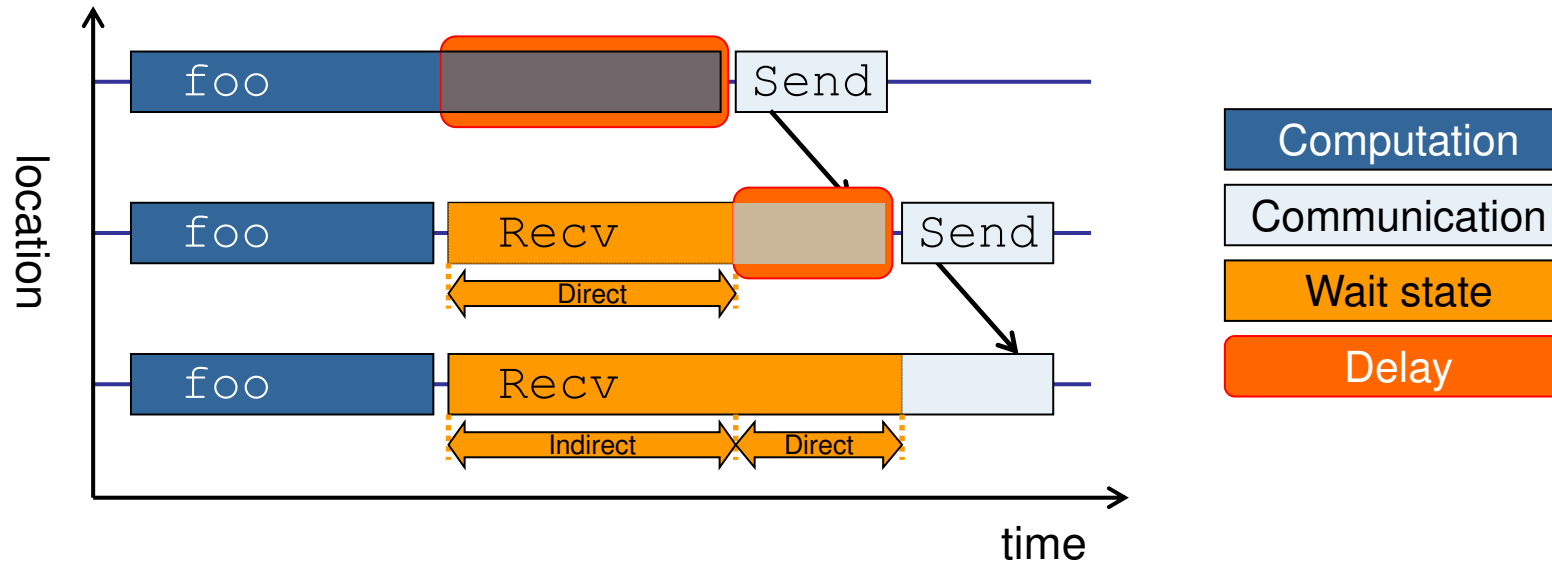 foo
Send
foo
Recv
Send
Direct
foo
Recv
Indirect
Direct
location
time
Computation
Communication
Wait state
Delay